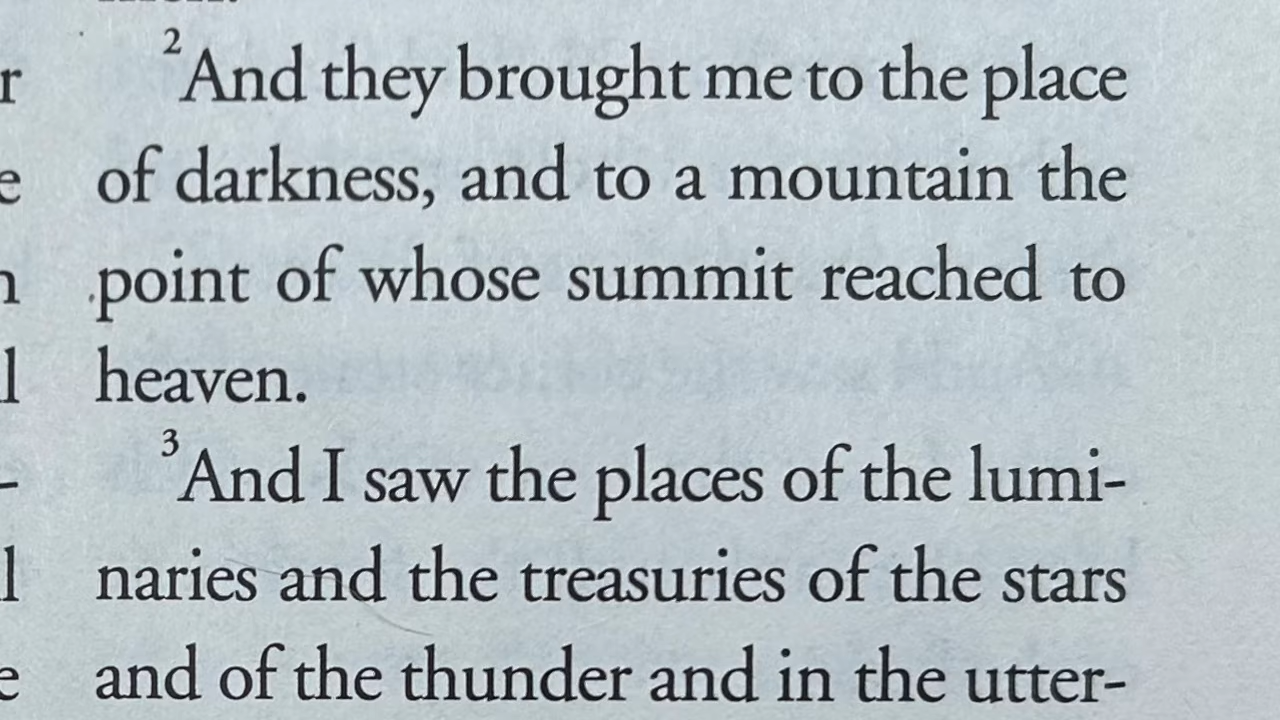 ²And they brought me to the place
of darkness, and to a mountain the
point of whose summit reached to
heaven.
³And I saw the places of the lumi-
naries and the treasuries of the stars
and of the thunder and in the utter-